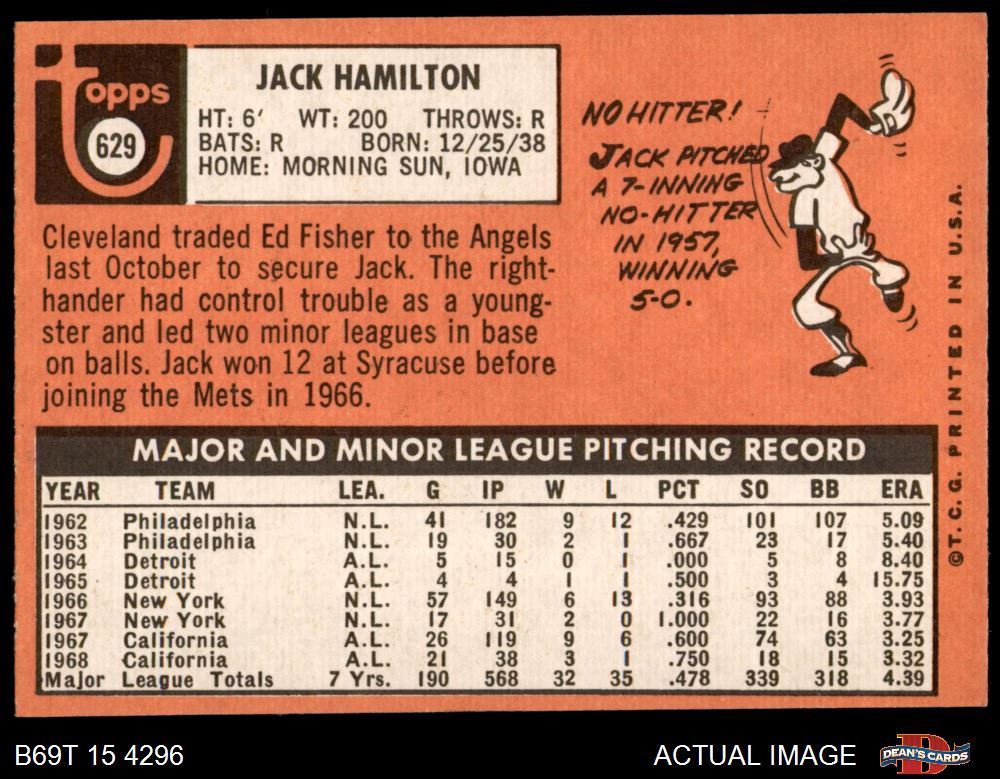 Topps
629
JACK HAMILTON
HT: 6' WT: 200 THROWS: R
BATS: R BORN: 12/25/38
HOME: MORNING SUN, IOWA
Cleveland traded Ed Fisher to the Angels
last October to secure Jack. The right-
hander had control trouble as a young-
ster and led two minor leagues in base
on balls. Jack won 12 at Syracuse before
joining the Mets in 1966.
NO HITTER!
JACK PITCHED
A 7-INNING
NO-HITTER
IN 1957,
WINNING
5-0.
©T.C.G. PRINTED IN U.S.A.
MAJOR AND MINOR LEAGUE PITCHING RECORD
YEAR TEAM LEA. G IP W L PCT SO BB ERA
1962 Philadelphia N.L. 41 182 9 12 .429 101 107 5.09
1963 Philadelphia N.L. 19 30 2 1 .667 23 17 5.40
1964 Detroit A.L. 5 15 0 1 .000 5 8 8.40
1965 Detroit A.L. 4 4 1 1 .500 3 4 15.75
1966 New York N.L. 57 149 6 13 .316 93 88 3.93
1967 New York N.L. 17 31 2 0 1.000 22 16 3.77
1967 California A.L. 26 119 9 6 .600 74 63 3.25
1968 California A.L. 21 38 3 1 .750 18 15 3.32
Major League Totals 7 Yrs. 190 568 32 35 .478 339 318 4.39
B69T 15 4296
ACTUAL IMAGE
DEAN'S CARDS